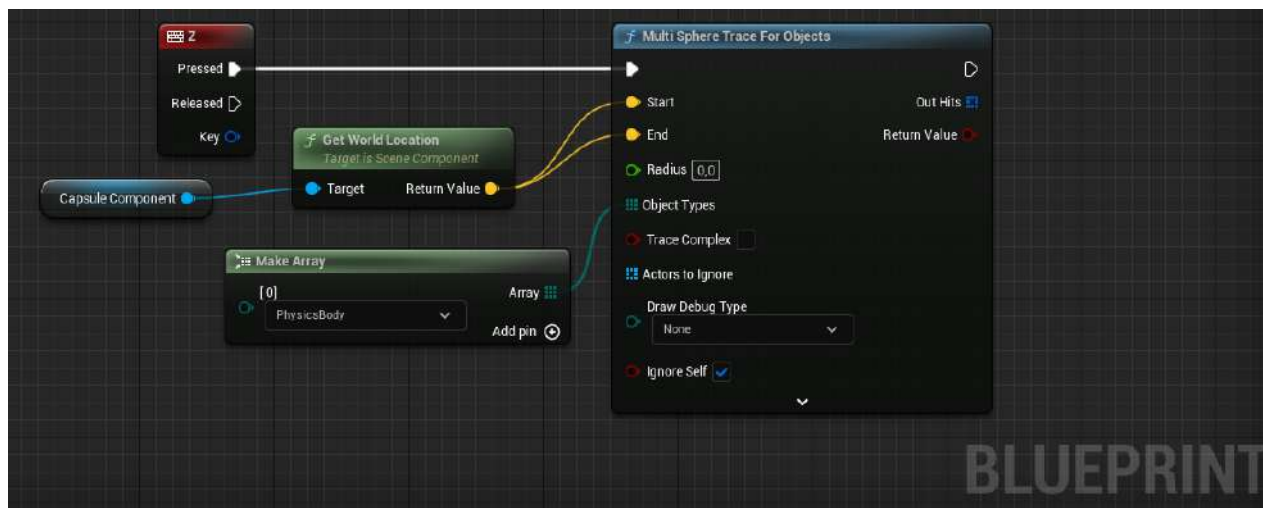 Z
Pressed
Released
Key
Capsule Component
Get World Location
Target is Scene Component
Target
Return Value
Make Array
[0]
PhysicsBody
Array
Add pin
Multi Sphere Trace For Objects
Start
End
Radius 0,0
Object Types
Trace Complex
Actors to Ignore
Draw Debug Type
None
Ignore Self
Out Hits
Return Value
BLUEPRINT